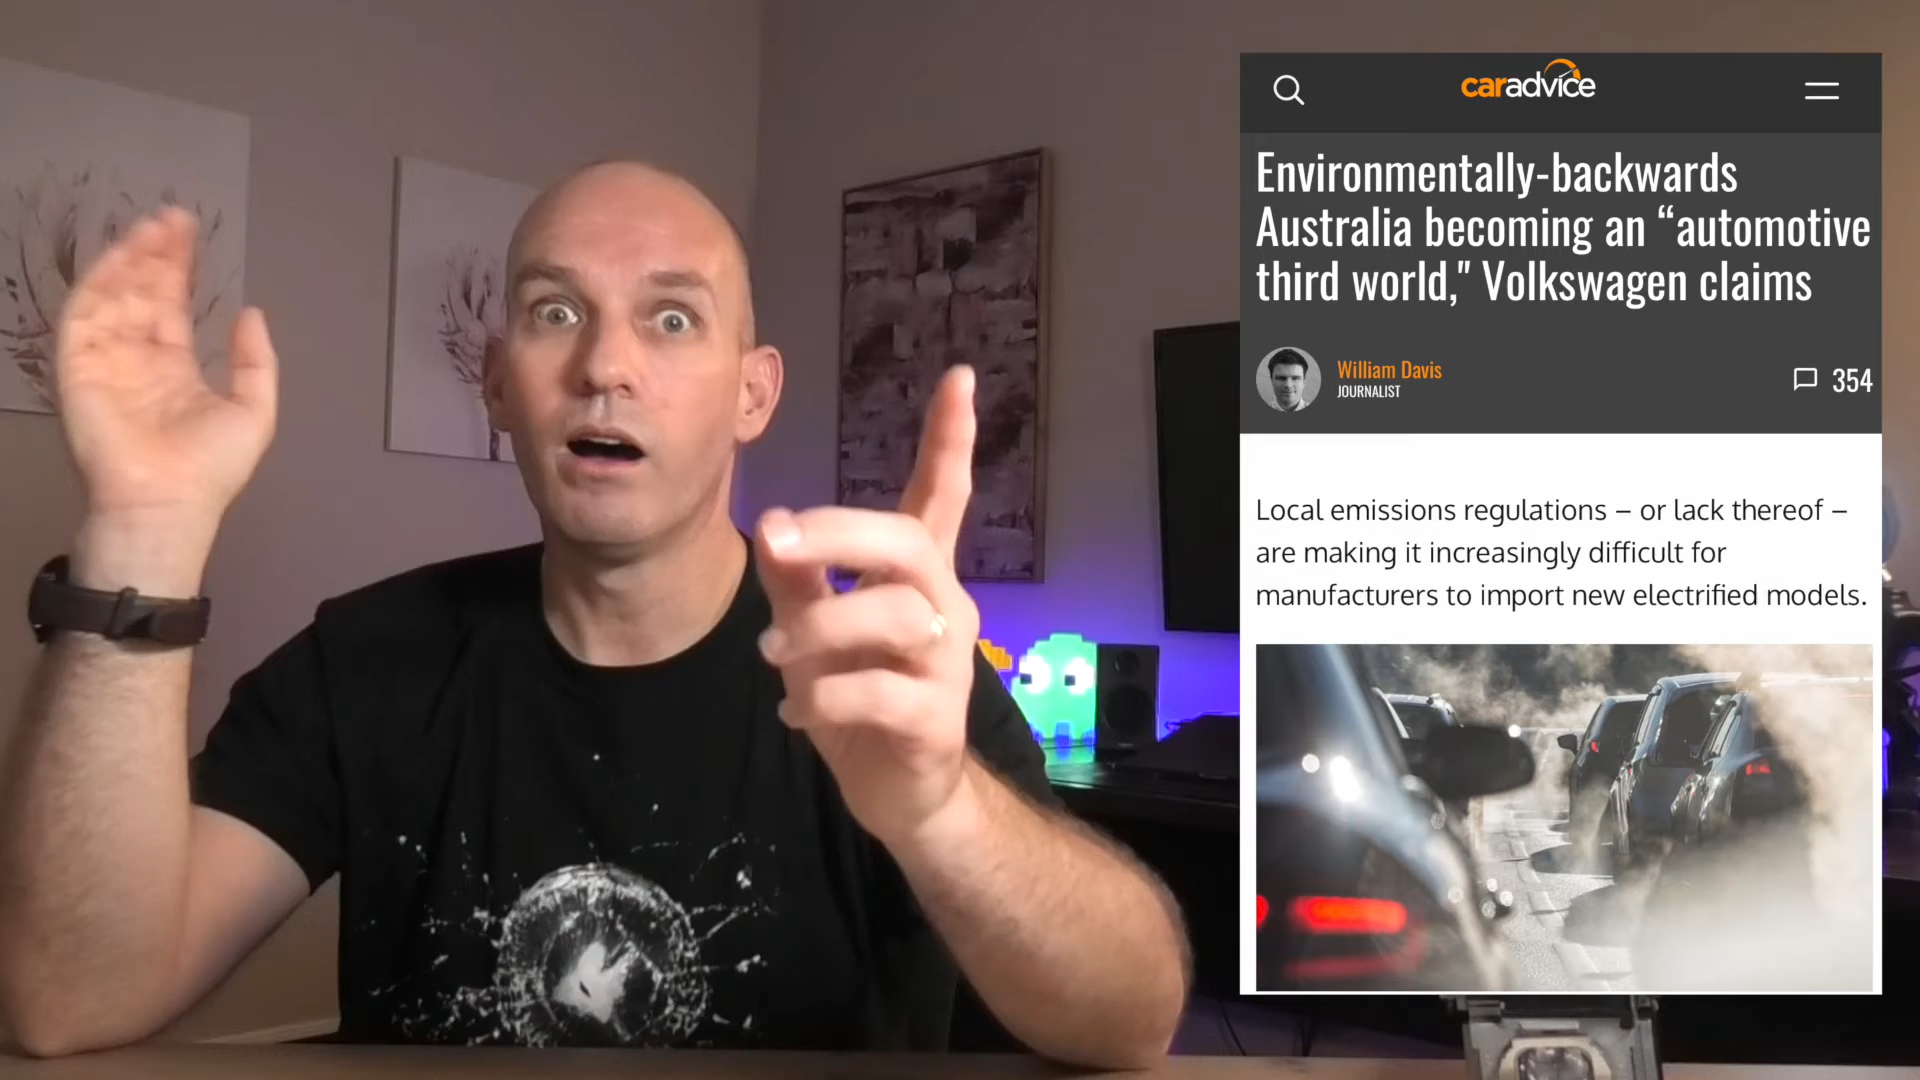 caradvice
Environmentally-backwards
Australia becoming an “automotive
third world," Volkswagen claims
William Davis
JOURNALIST
354
Local emissions regulations – or lack thereof –
are making it increasingly difficult for
manufacturers to import new electrified models.